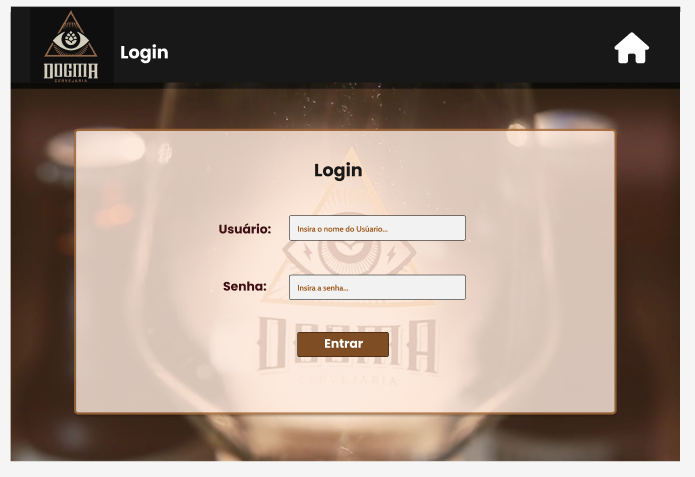 DOGMA
CERVEJARIA
Login
Login
Usuário:
Insira o nome do Usúario...
Senha:
Insira a senha...
Entrar
DOGMA
CERVEJARIA